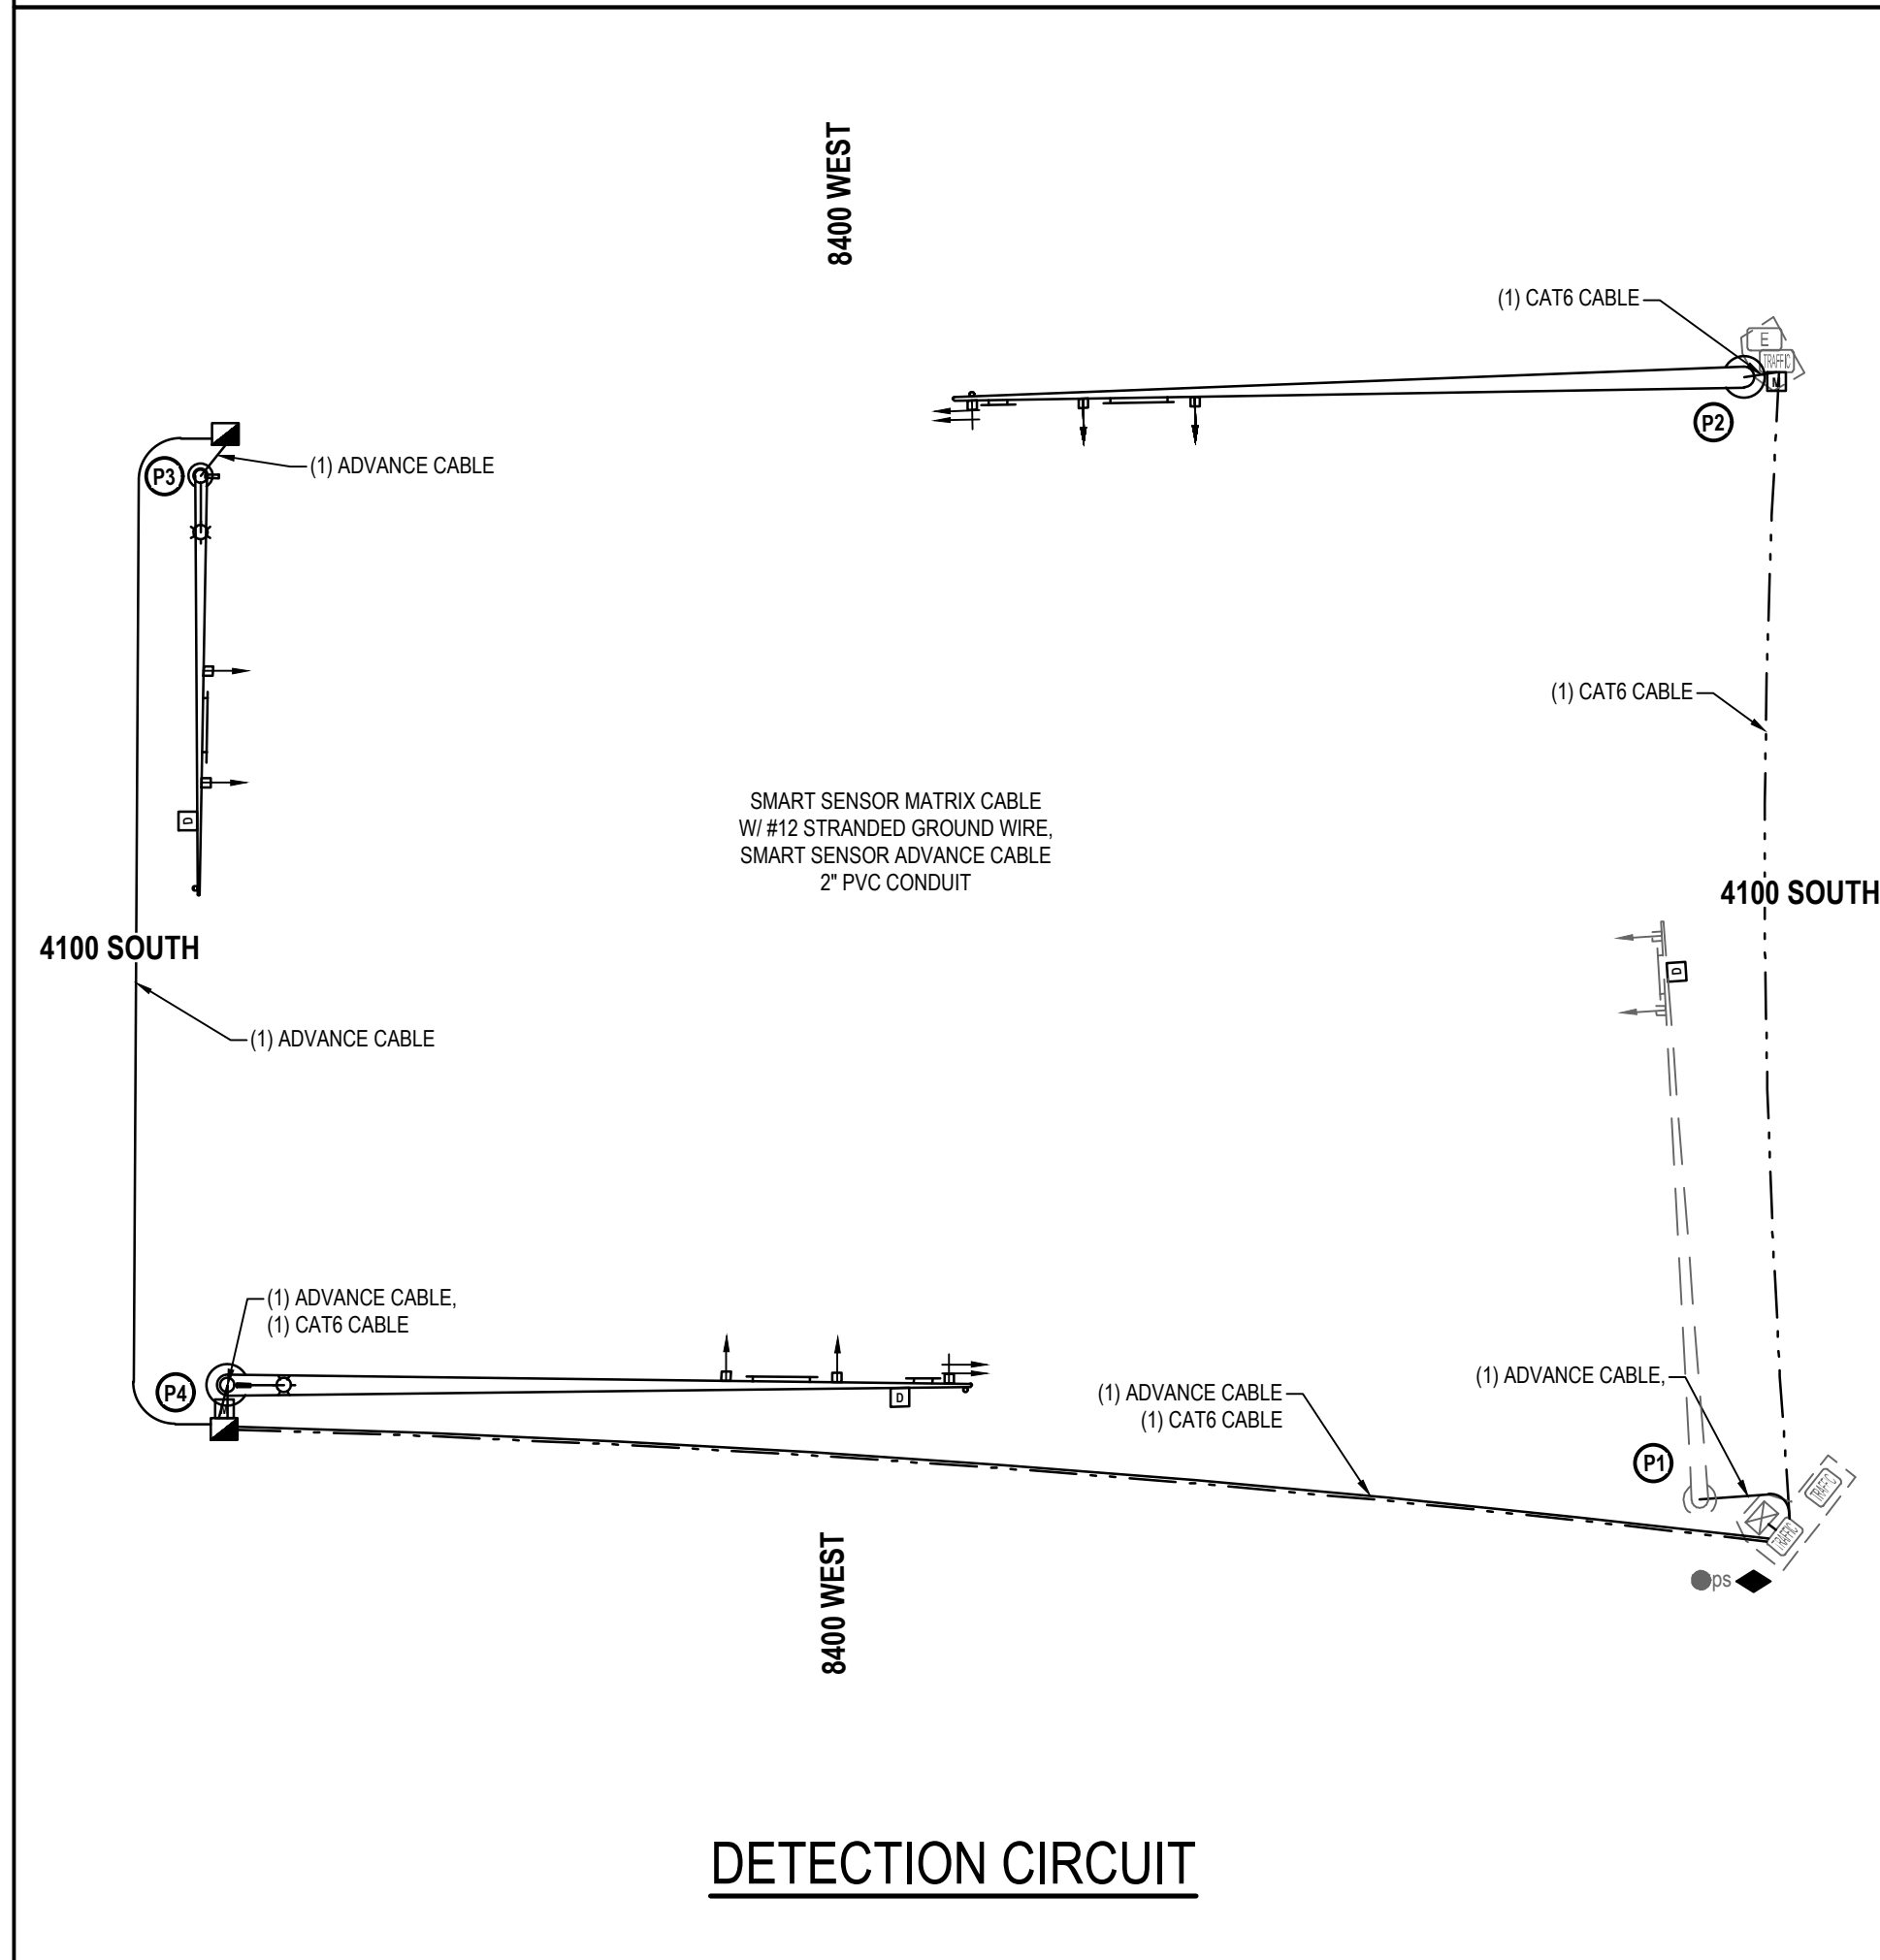 8400 WEST
(1) CAT6 CABLE
E
TRAFFIC
M
P2
(1) ADVANCE CABLE
P3
(1) CAT6 CABLE
D
SMART SENSOR MATRIX CABLE
W/ #12 STRANDED GROUND WIRE,
SMART SENSOR ADVANCE CABLE
2" PVC CONDUIT
4100 SOUTH
4100 SOUTH
D
(1) ADVANCE CABLE
(1) ADVANCE CABLE,
(1) CAT6 CABLE
P4
D
(1) ADVANCE CABLE
(1) CAT6 CABLE
(1) ADVANCE CABLE,
P1
TRAFFIC
TRAFFIC
ps
8400 WEST
DETECTION CIRCUIT